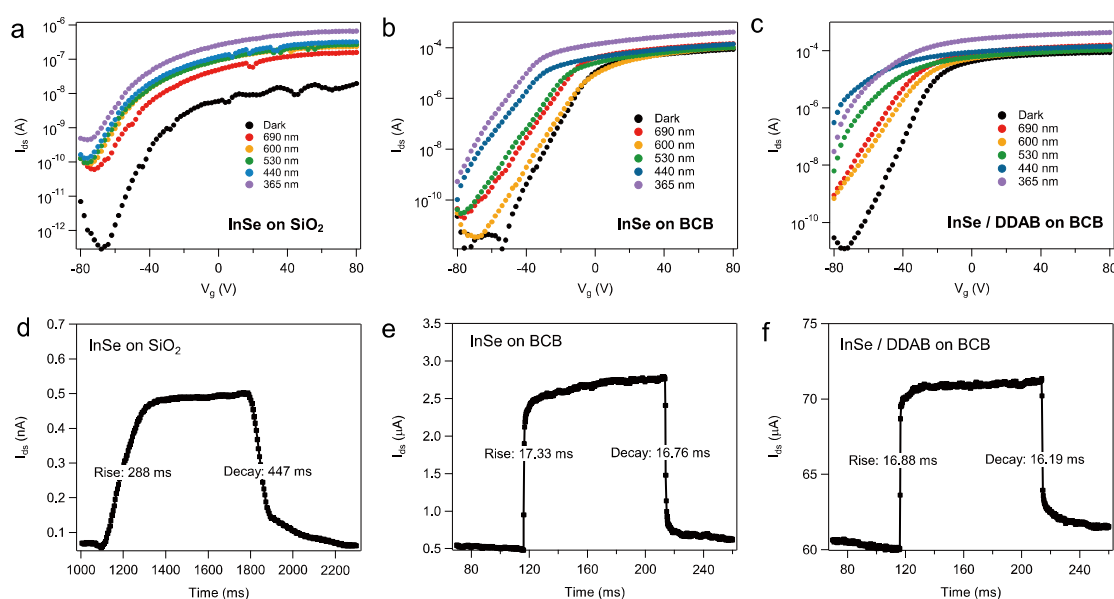 a
10⁻⁶
10⁻⁷
10⁻⁸
10⁻⁹
10⁻¹⁰
10⁻¹¹
10⁻¹²
I_ds (A)
Dark
690 nm
600 nm
530 nm
440 nm
365 nm
InSe on SiO₂
-80
-40
0
40
80
V_g (V)
b
10⁻⁴
10⁻⁶
10⁻⁸
10⁻¹⁰
I_ds (A)
Dark
690 nm
600 nm
530 nm
440 nm
365 nm
InSe on BCB
-80
-40
0
40
80
V_g (V)
c
10⁻⁴
10⁻⁶
10⁻⁸
10⁻¹⁰
I_ds (A)
Dark
690 nm
600 nm
530 nm
440 nm
365 nm
InSe / DDAB on BCB
-80
-40
0
40
80
V_g (V)
d
InSe on SiO₂
0.7
0.6
0.5
0.4
0.3
0.2
0.1
I_ds (nA)
Rise: 288 ms
Decay: 447 ms
1000 1200 1400 1600 1800 2000 2200
Time (ms)
e
InSe on BCB
3.5
3.0
2.5
2.0
1.5
1.0
0.5
I_ds (µA)
Rise: 17.33 ms
Decay: 16.76 ms
80
120
160
200
240
Time (ms)
f
InSe / DDAB on BCB
75
70
65
60
I_ds (µA)
Rise: 16.88 ms
Decay: 16.19 ms
80
120
160
200
240
Time (ms)